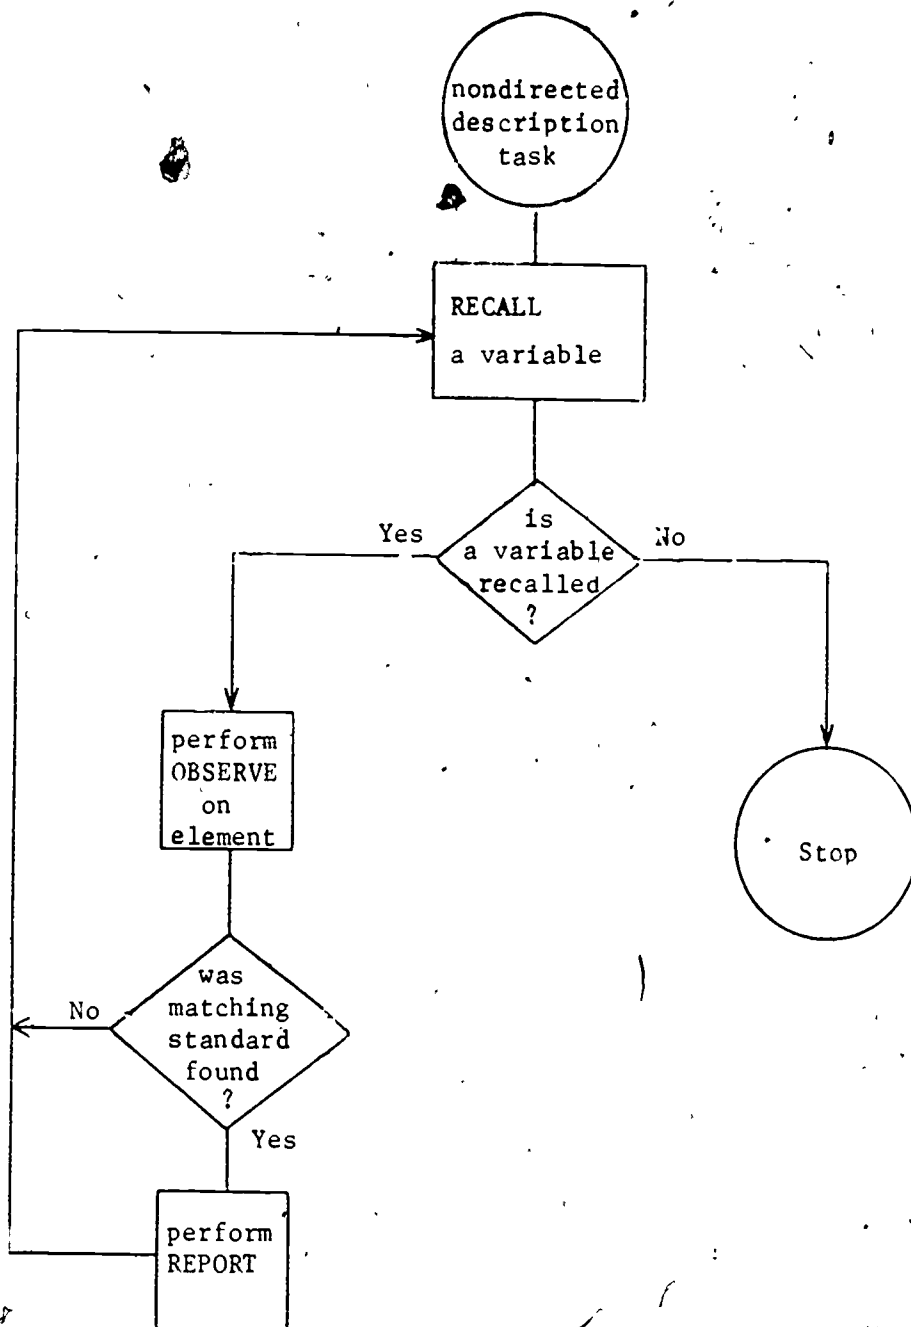 nondirected
description
task
RECALL
a variable
is
a variable
recalled
?
Yes
No
perform
OBSERVE
on
element
Stop
was
matching
standard
found
?
No
Yes
perform
REPORT